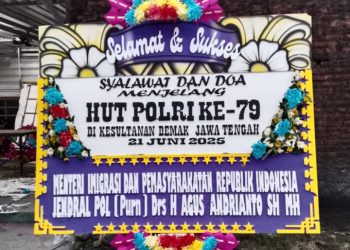 Selamat & Sukses
SYALAWAT DAN DOA
MENJELANG
HUT POLRI KE-79
DI KESULTANAN DEMAK JAWA TENGAH
21 JUNI 2025
MENTERI IMIGRASI DAN PEMASYARAKATAN REPUBLIK INDONESIA
JENDRAL POL (Purn) Drs H AGUS ANDRIANTO SH MH